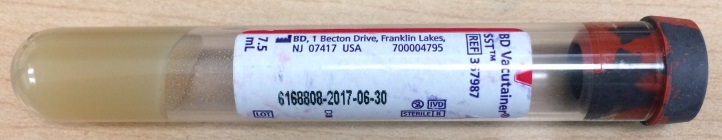 BD, 1 Becton Drive, Franklin Lakes,
NJ 07417 USA 700004795
7.5
mL
6168808-2017-06-30
LOT
STERILE R
IVD
BD Vacutainer®
SST™
REF 367987